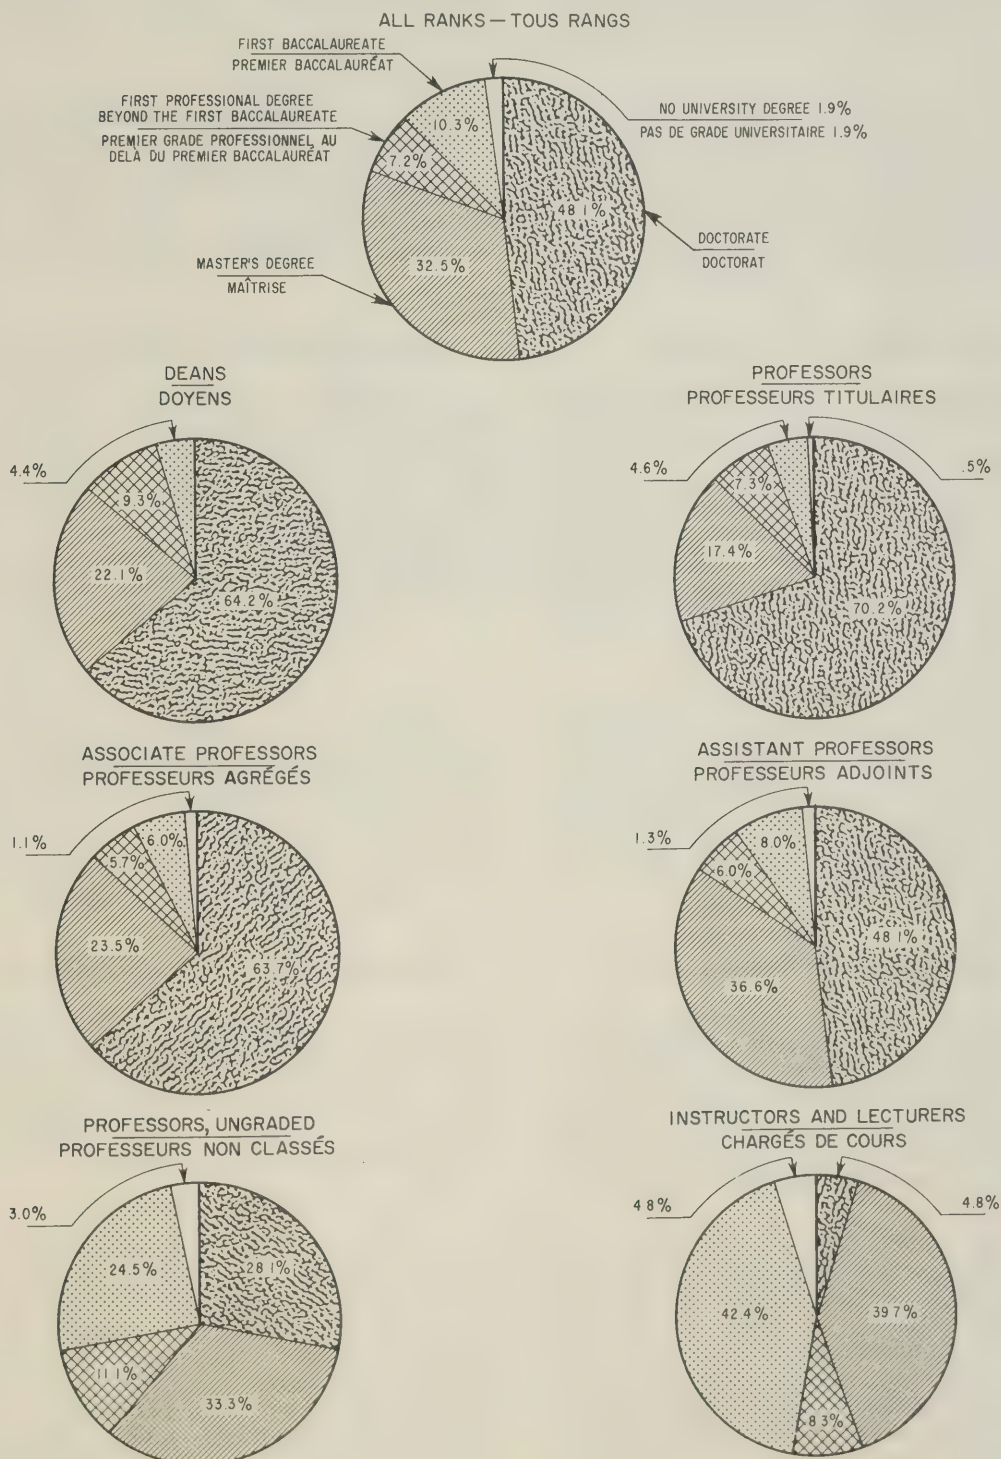 ALL RANKS — TOUS RANGS
FIRST BACCALAUREATE
PREMIER BACCALAURÉAT
FIRST PROFESSIONAL DEGREE
BEYOND THE FIRST BACCALAUREATE
PREMIER GRADE PROFESSIONNEL, AU
DELÀ DU PREMIER BACCALAURÉAT
NO UNIVERSITY DEGREE 1.9%
PAS DE GRADE UNIVERSITAIRE 1.9%
10.3%
7.2%
48.1%
DOCTORATE
DOCTORAT
MASTER'S DEGREE
MAÎTRISE
32.5%
DEANS
DOYENS
4.4%
9.3%
22.1%
64.2%
PROFESSORS
PROFESSEURS TITULAIRES
4.6%
.5%
7.3%
17.4%
70.2%
ASSOCIATE PROFESSORS
PROFESSEURS AGRÉGÉS
1.1%
6.0%
5.7%
23.5%
63.7%
ASSISTANT PROFESSORS
PROFESSEURS ADJOINTS
1.3%
8.0%
6.0%
48.1%
36.6%
PROFESSORS, UNGRADED
PROFESSEURS NON CLASSÉS
3.0%
24.5%
28.1%
11.1%
33.3%
INSTRUCTORS AND LECTURERS
CHARGÉS DE COURS
4.8%
4.8%
42.4%
39.7%
8.3%